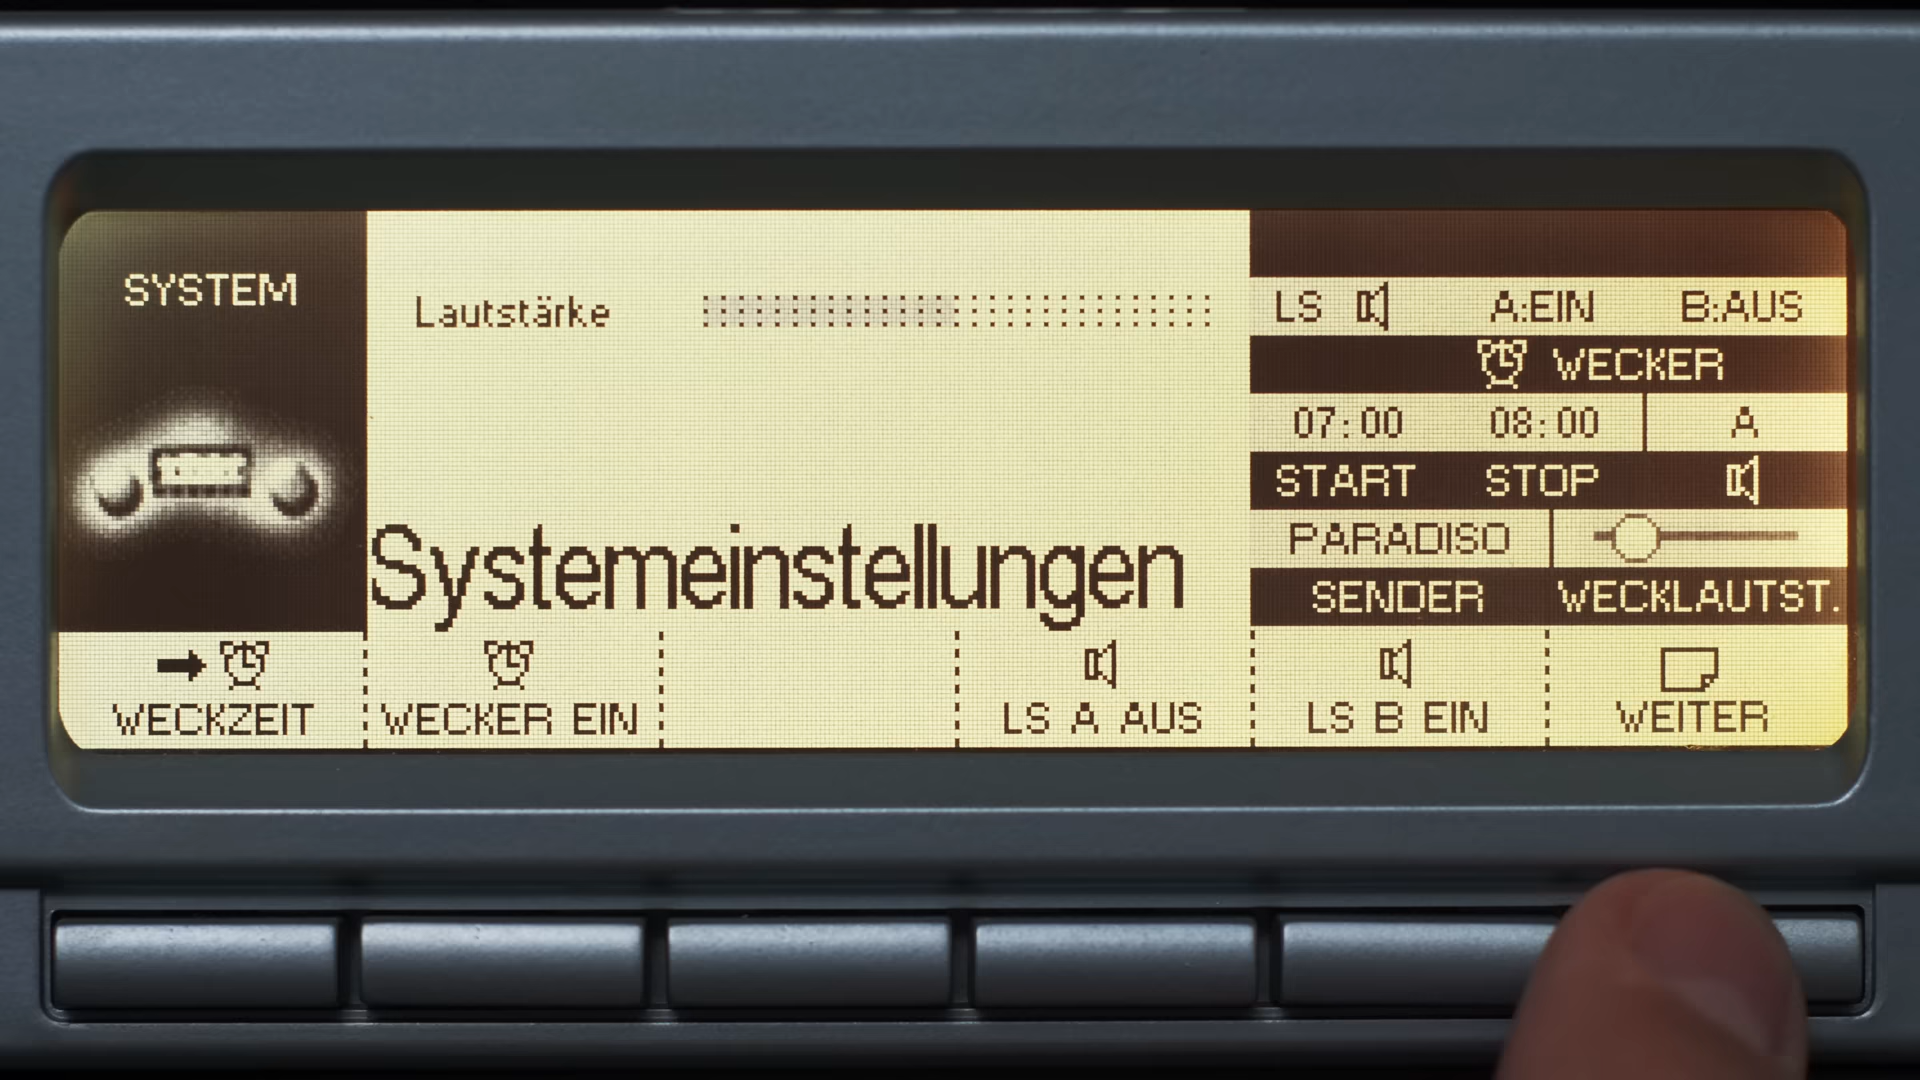 SYSTEM
Lautstärke
Systemeinstellungen
LS A:EIN B:AUS
WECKER
07:00 08:00 A
START STOP
PARADISO
SENDER WECKLAUTST.
WECKZEIT WECKER EIN LS A AUS LS B EIN WEITER